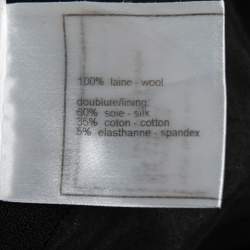 100% laine - wool
doublure/lining:
60% soie - silk
35% coton - cotton
5% elasthanne - spandex